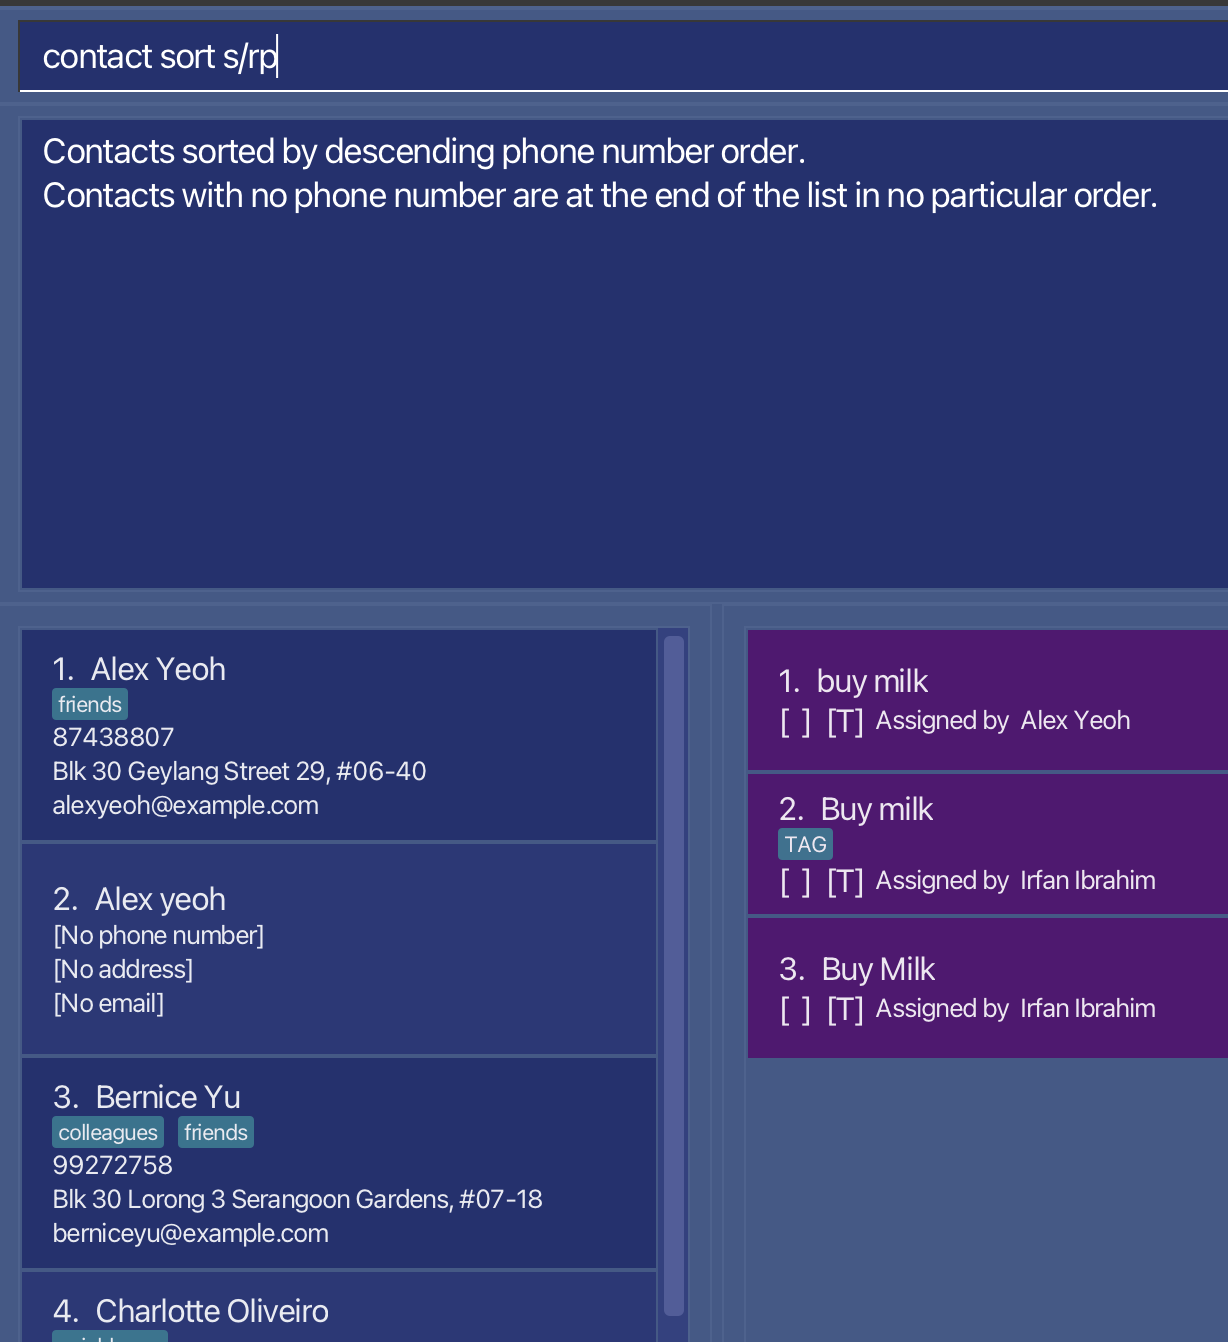 contact sort s/rp
Contacts sorted by descending phone number order.
Contacts with no phone number are at the end of the list in no particular order.
1. Alex Yeoh
friends
87438807
Blk 30 Geylang Street 29, #06-40
alexyeoh@example.com
2. Alex yeoh
[No phone number]
[No address]
[No email]
3. Bernice Yu
colleagues friends
99272758
Blk 30 Lorong 3 Serangoon Gardens, #07-18
berniceyu@example.com
4. Charlotte Oliveiro
1. buy milk
[ ] [T] Assigned by Alex Yeoh
2. Buy milk
TAG
[ ] [T] Assigned by Irfan Ibrahim
3. Buy Milk
[ ] [T] Assigned by Irfan Ibrahim